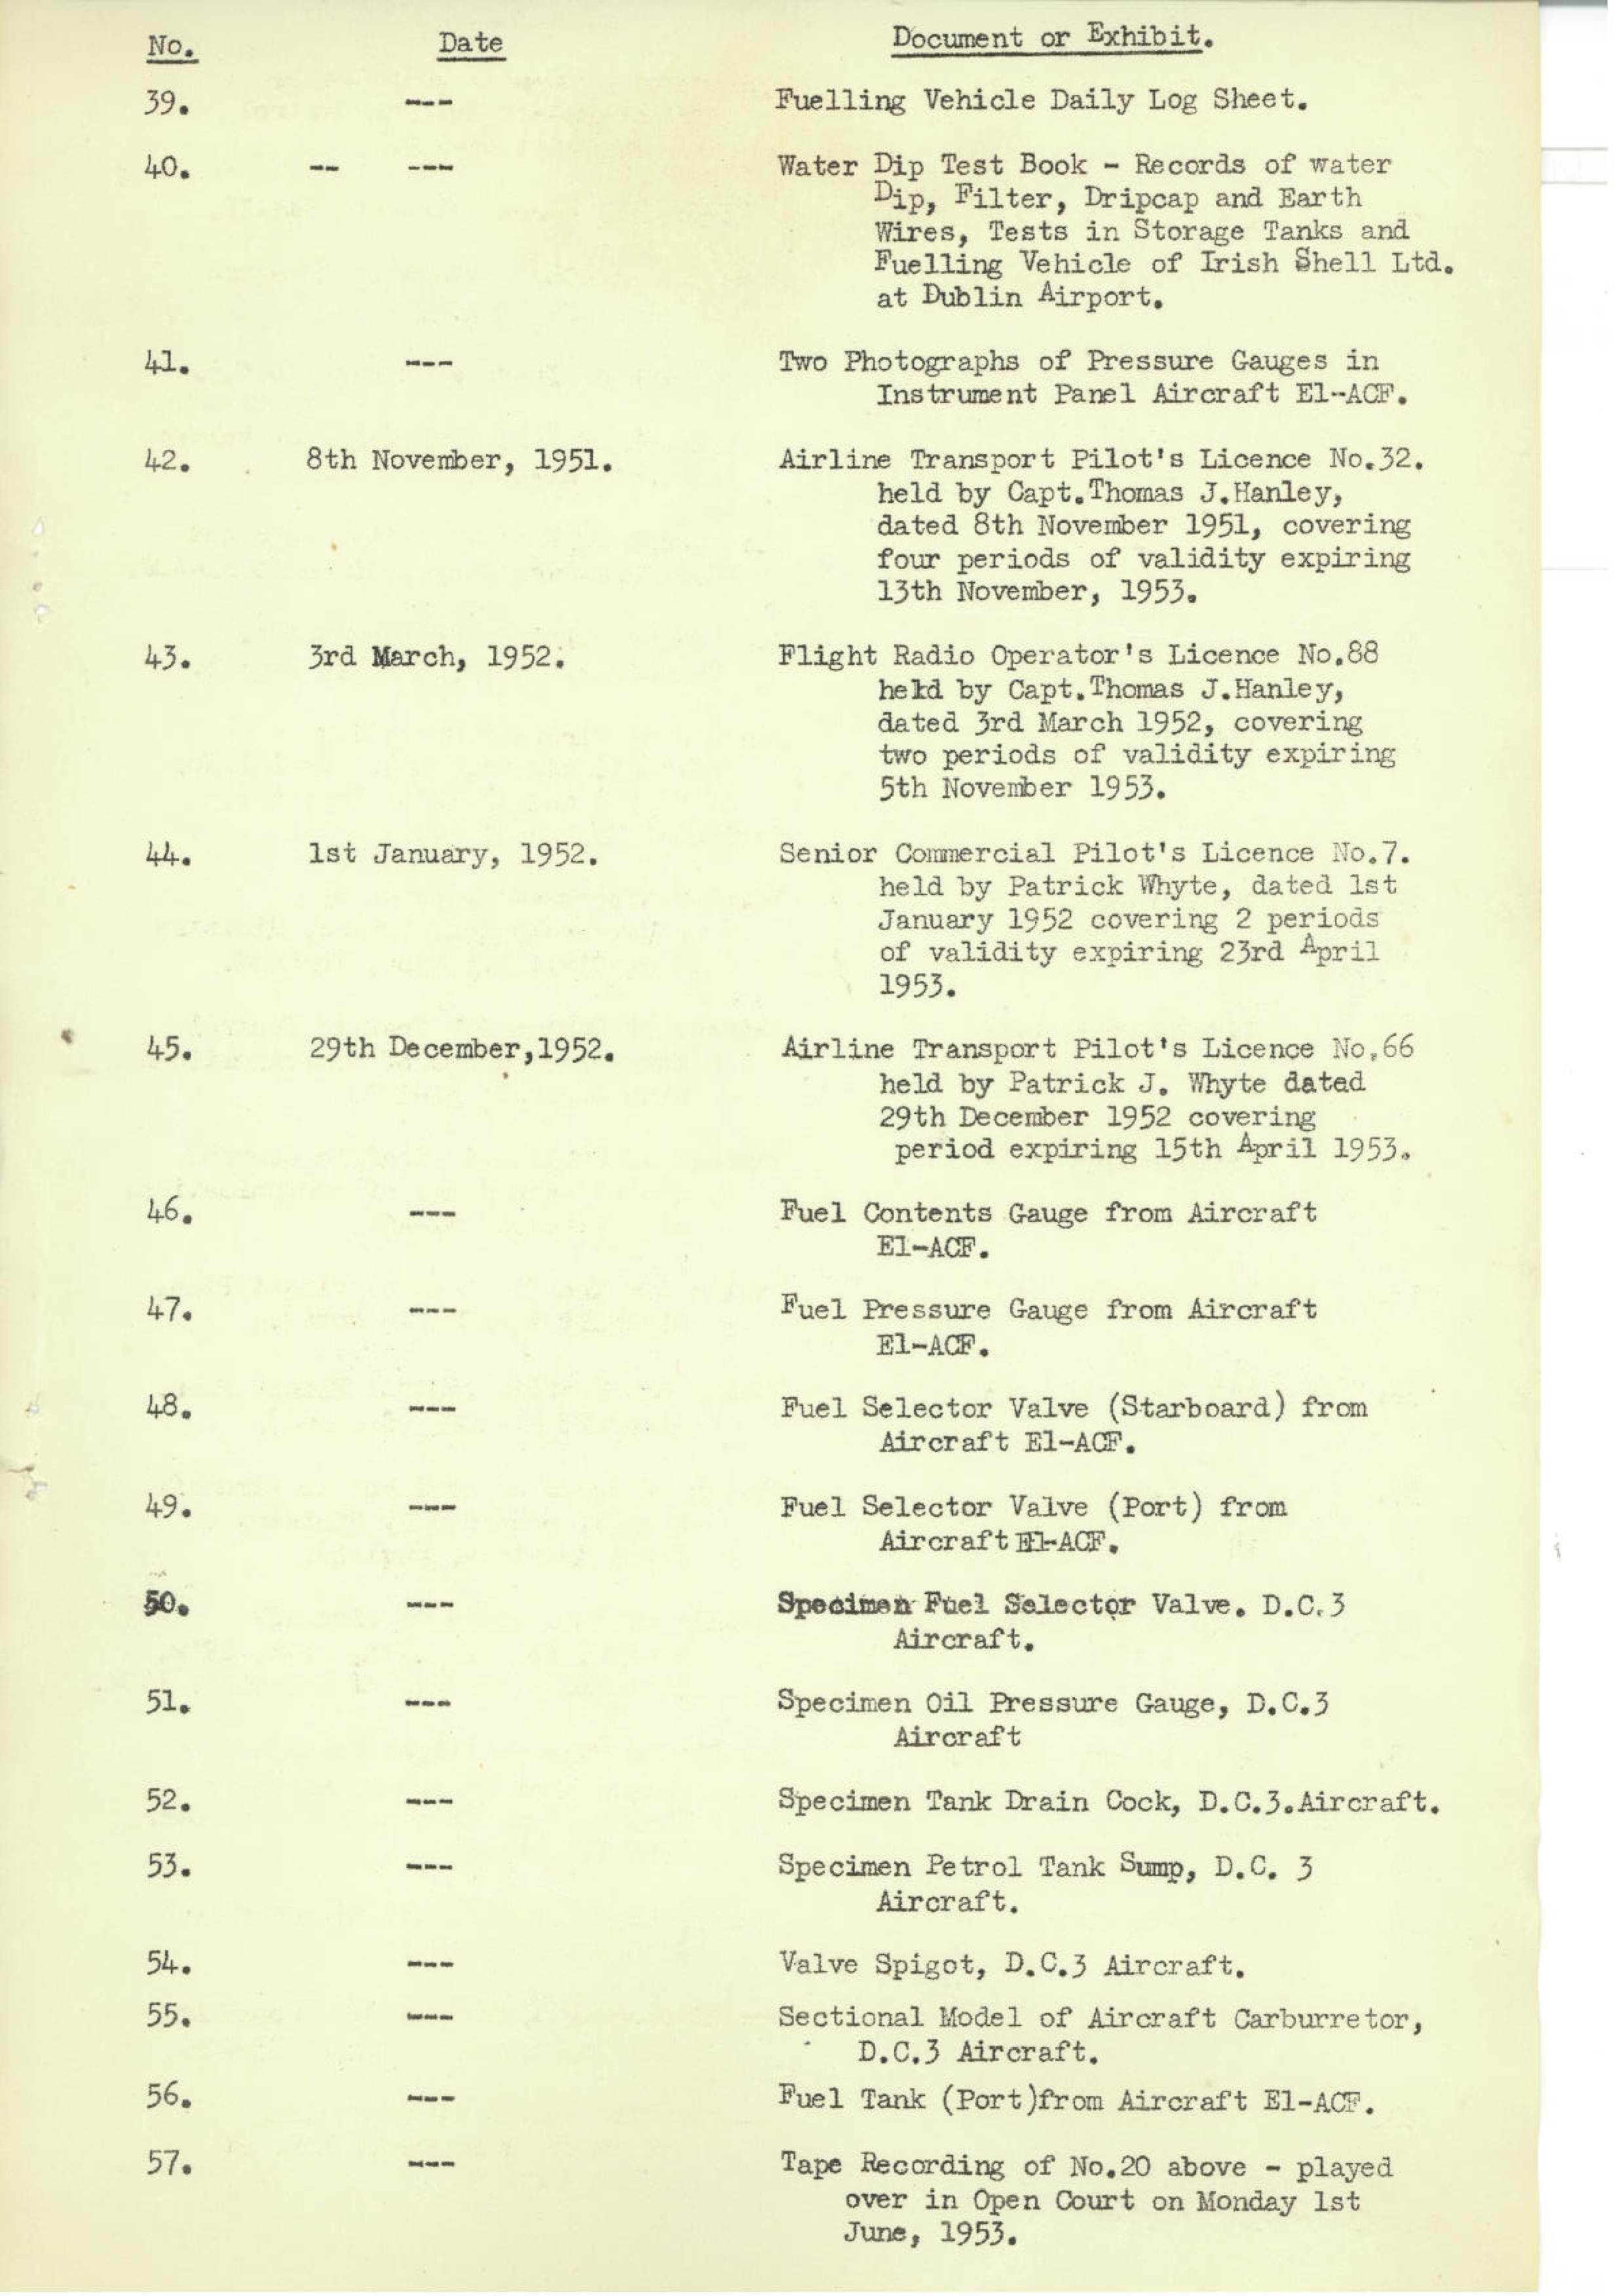 No. Date Document or Exhibit.
39. --- Fuelling Vehicle Daily Log Sheet.
40. -- --- Water Dip Test Book - Records of water
Dip, Filter, Dripcap and Earth
Wires, Tests in Storage Tanks and
Fuelling Vehicle of Irish Shell Ltd.
at Dublin Airport.
41. --- Two Photographs of Pressure Gauges in
Instrument Panel Aircraft El--ACF.
42. 8th November, 1951. Airline Transport Pilot's Licence No.32.
held by Capt.Thomas J.Hanley,
dated 8th November 1951, covering
four periods of validity expiring
13th November, 1953.
43. 3rd March, 1952. Flight Radio Operator's Licence No.88
held by Capt.Thomas J.Hanley,
dated 3rd March 1952, covering
two periods of validity expiring
5th November 1953.
44. 1st January, 1952. Senior Commercial Pilot's Licence No.7.
held by Patrick Whyte, dated 1st
January 1952 covering 2 periods
of validity expiring 23rd April
1953.
45. 29th December,1952. Airline Transport Pilot's Licence No.66
held by Patrick J. Whyte dated
29th December 1952 covering
period expiring 15th April 1953.
46. --- Fuel Contents Gauge from Aircraft
El-ACF.
47. --- Fuel Pressure Gauge from Aircraft
El-ACF.
48. --- Fuel Selector Valve (Starboard) from
Aircraft El-ACF.
49. --- Fuel Selector Valve (Port) from
Aircraft El-ACF.
50. --- Specimen Fuel Selector Valve. D.C.3
Aircraft.
51. --- Specimen Oil Pressure Gauge, D.C.3
Aircraft
52. --- Specimen Tank Drain Cock, D.C.3.Aircraft.
53. --- Specimen Petrol Tank Sump, D.C. 3
Aircraft.
54. --- Valve Spigot, D.C.3 Aircraft.
55. --- Sectional Model of Aircraft Carburretor,
D.C.3 Aircraft.
56. --- Fuel Tank (Port)from Aircraft El-ACF.
57. --- Tape Recording of No.20 above - played
over in Open Court on Monday 1st
June, 1953.